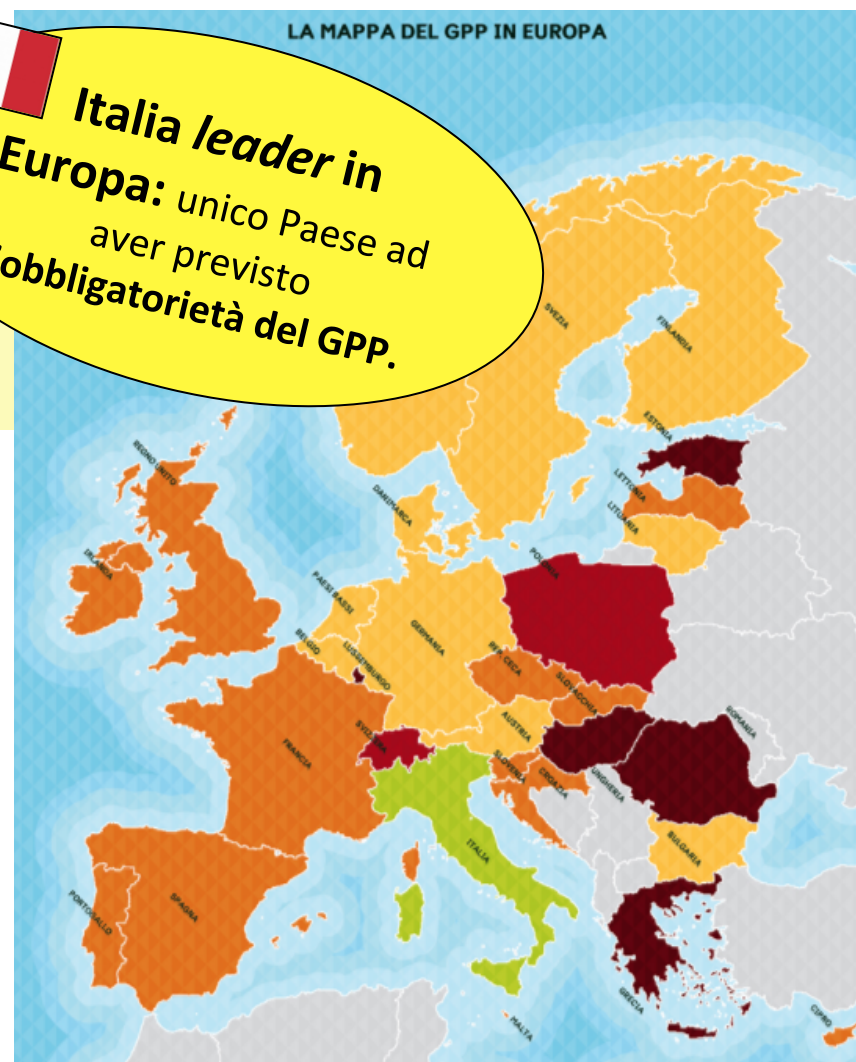 LA MAPPA DEL GPP IN EUROPA
Italia leader in
Europa: unico Paese ad
aver previsto
l'obbligatorietà del GPP.
SVEZIA
FINLANDIA
ESTONIA
REGNO UNITO
LETTONIA
DANIMARCA
LITUANIA
IRLANDA
POLONIA
PAESI BASSI
GERMANIA
BELGIO
LUSSEMBURGO
REP. CECA
SLOVACCHIA
AUSTRIA
ROMANIA
SVIZZERA
FRANCIA
SLOVENIA
CROAZIA
UNGHERIA
ITALIA
BULGARIA
PORTOGALLO
SPAGNA
GRECIA
MALTA
CIPRO